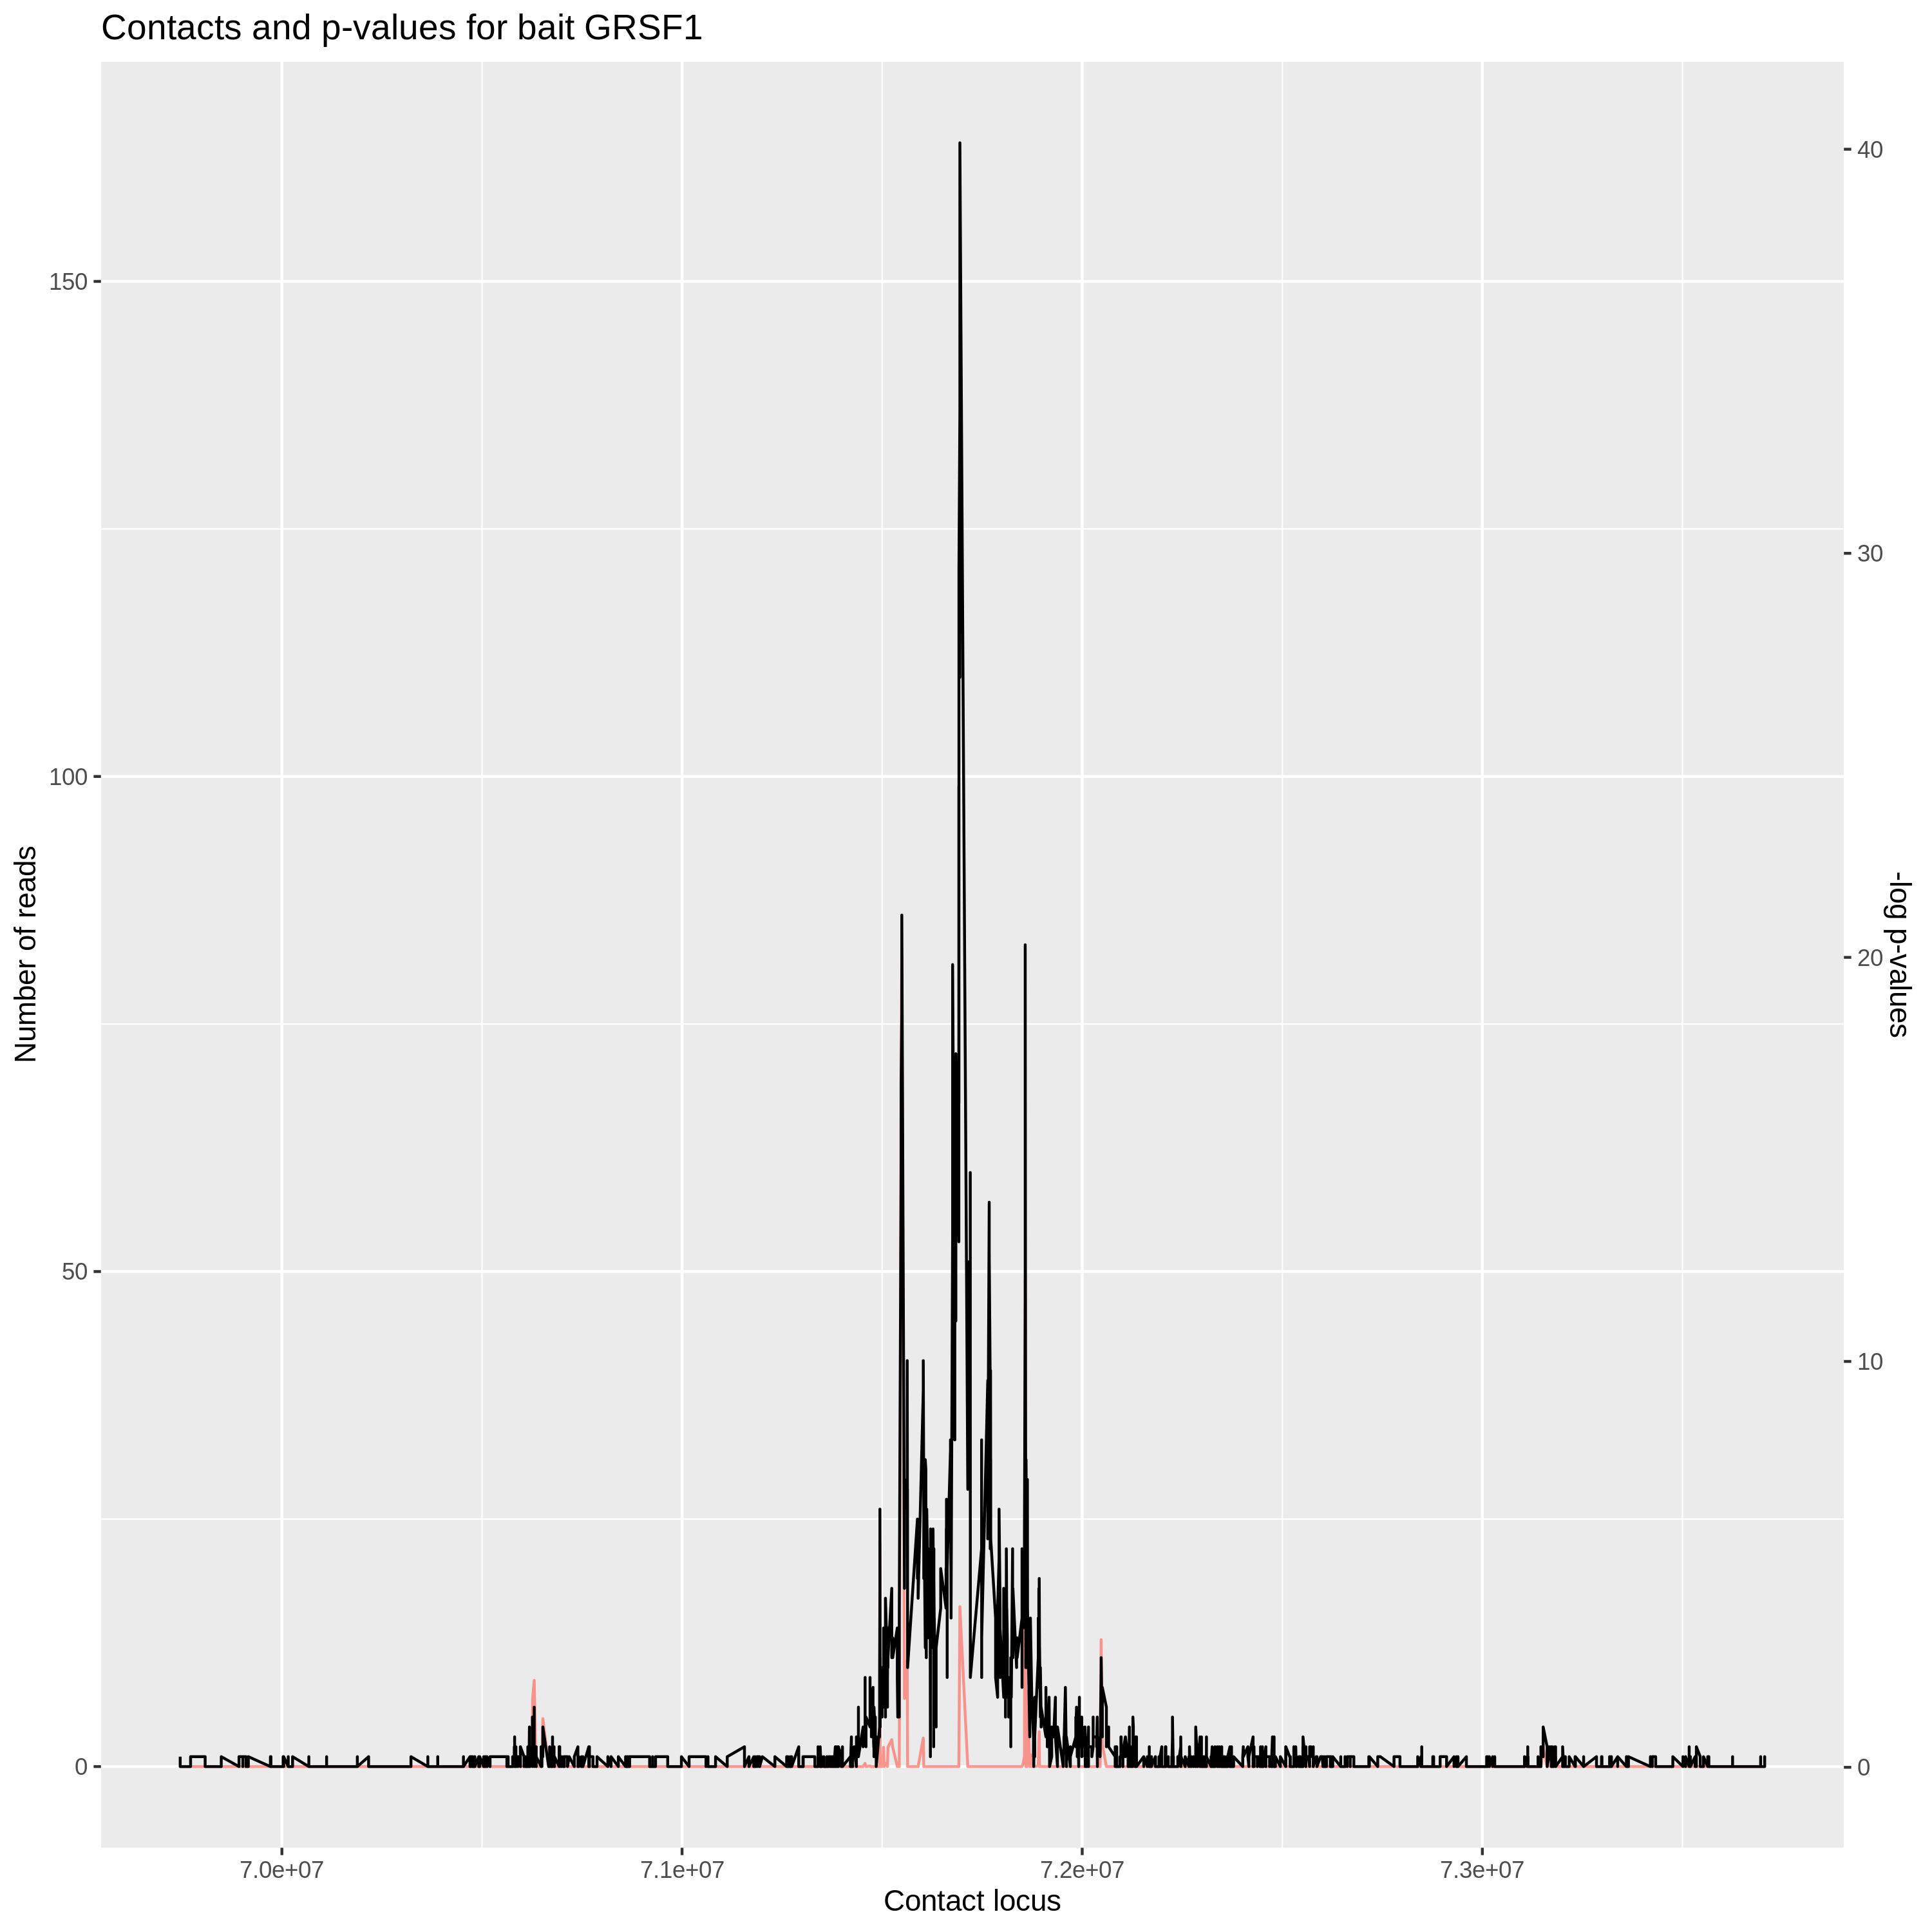 Contacts and p-values for bait GRSF1
150
100
50
0
Number of reads
40
30
20
10
0
-log p-values
7.0e+07
7.1e+07
7.2e+07
7.3e+07
Contact locus